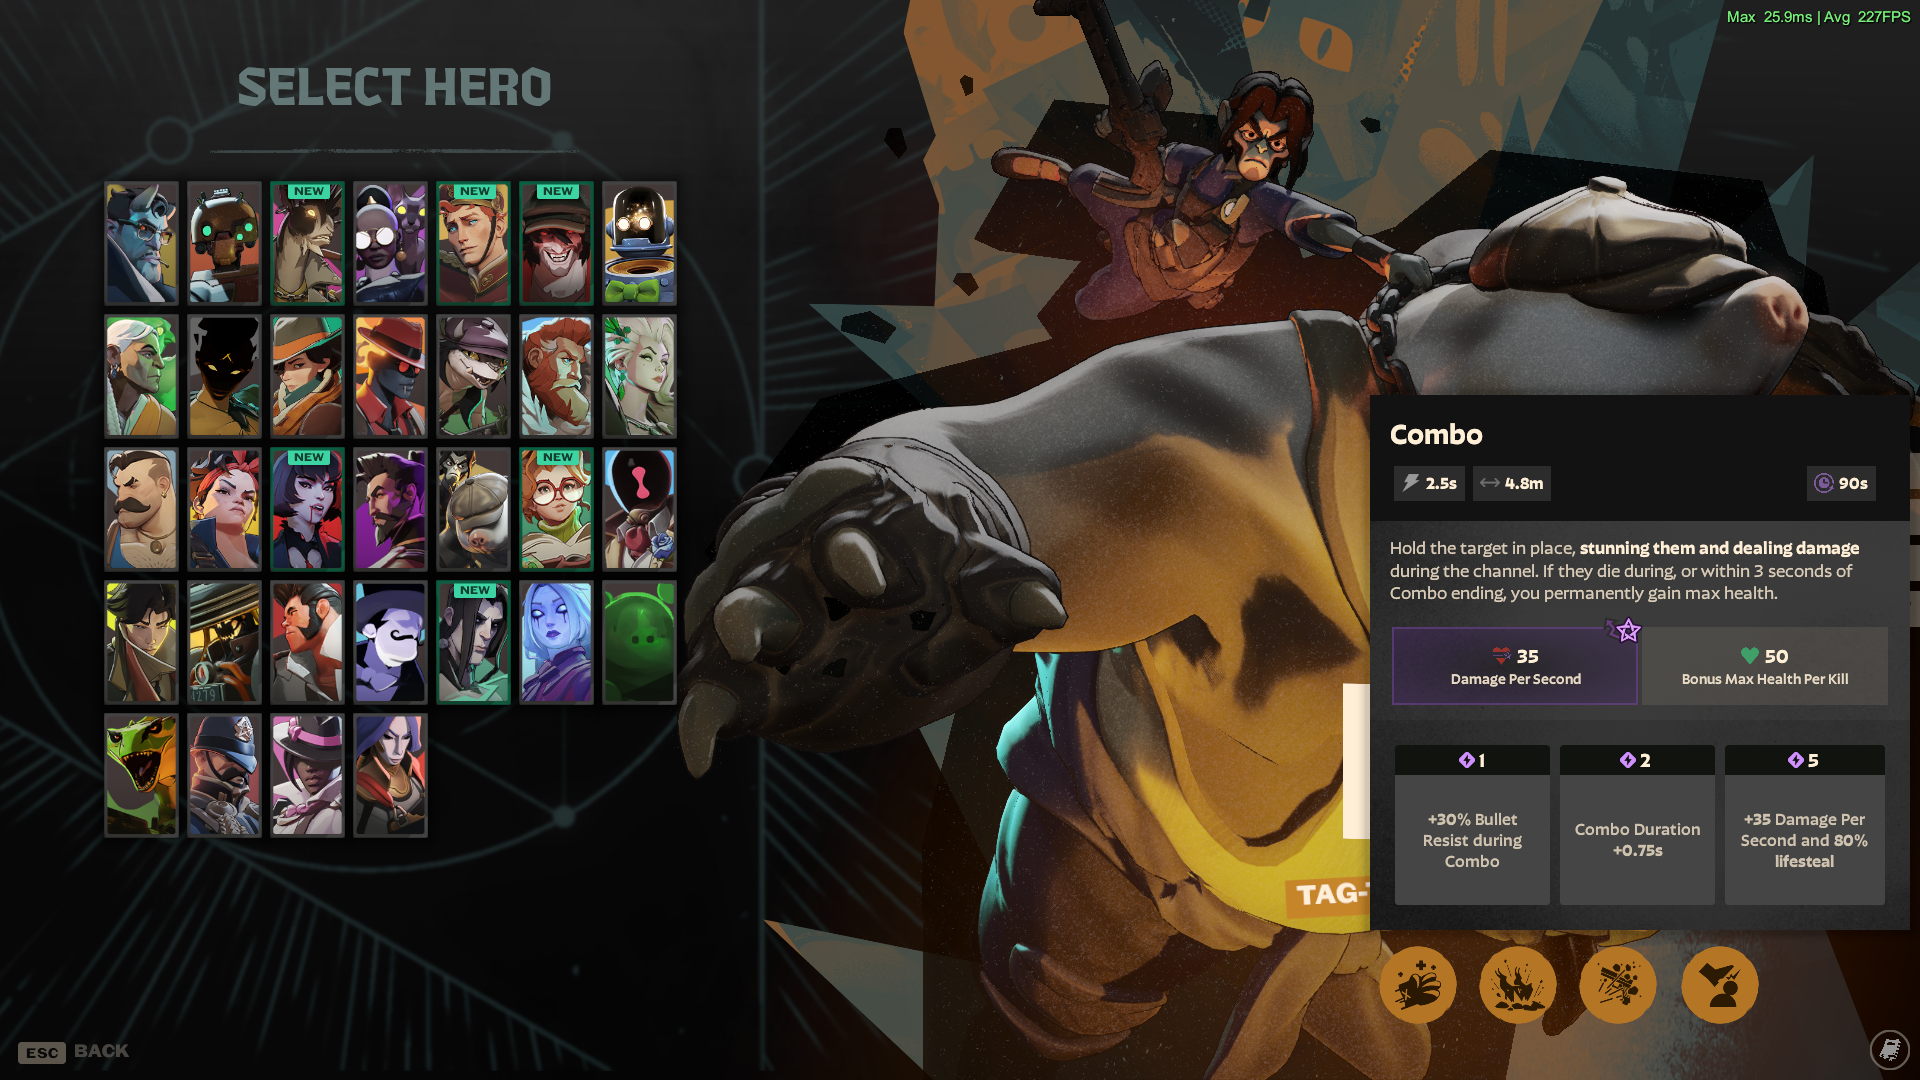 Max 25.9ms | Avg 227FPS
SELECT HERO
NEW
NEW
NEW
NEW
NEW
NEW
4279
TAG-
Combo
2.5s
4.8m
90s
Hold the target in place, stunning them and dealing damage
during the channel. If they die during, or within 3 seconds of
Combo ending, you permanently gain max health.
35
Damage Per Second
50
Bonus Max Health Per Kill
1
+30% Bullet
Resist during
Combo
2
Combo Duration
+0.75s
5
+35 Damage Per
Second and 80%
lifesteal
ESC BACK